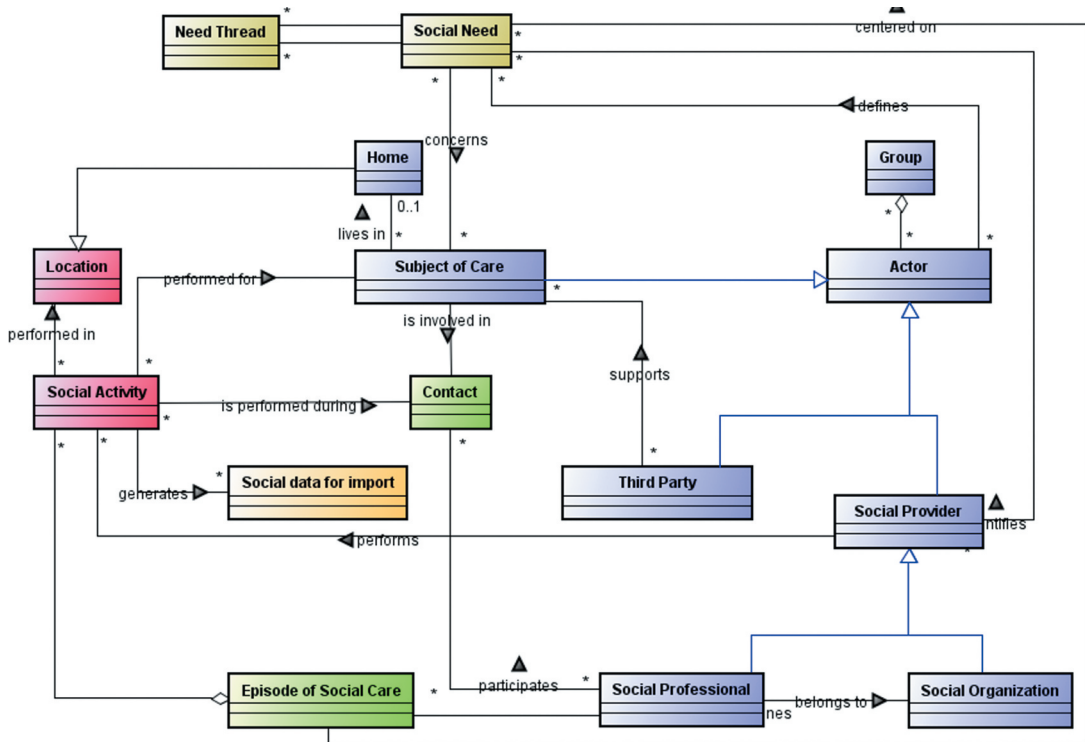 Need Thread
*
*
Social Need
*
*
*
*
centered on
concerns
defines
Home
Group
0..1
lives in
*
*
*
*
*
Location
performed for
Subject of Care
*
Actor
performed in
is involved in
supports
*
*
Social Activity
*
is performed during
Contact
*
*
*
*
generates
*
Social data for import
Third Party
*
Social Provider
ntifies
*
performs
Episode of Social Care
*
participates
*
Social Professional
nes
belongs to
Social Organization